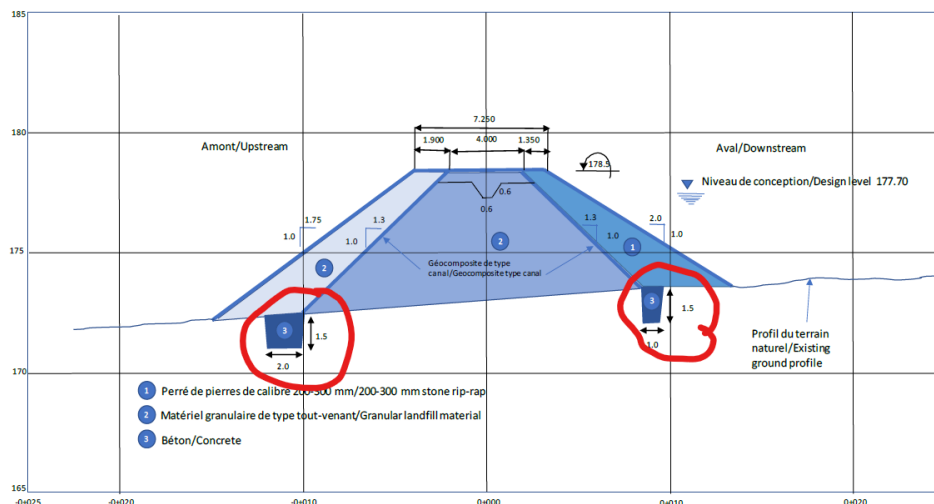 185
7.250
180
1.900 4.000 1.350
Amont/Upstream
Aval/Downstream
178.5
Niveau de conception/Design level 177.70
0.6
0.6
1.75
1.0
1.3
1.0
1.3
1.0
2.0
1.0
175
2
2
1
Géocomposite de type
canal/Geocomposite type canal
3
1.5
2.0
3
1.5
1.0
Profil du terrain
naturel/Existing
ground profile
170
1 Perré de pierres de calibre 200-300 mm/200-300 mm stone rip-rap
2 Matériel granulaire de type tout-venant/Granular landfill material
3 Béton/Concrete
165
-0+025 -0+020 -0+010 0+000 0+010 0+020